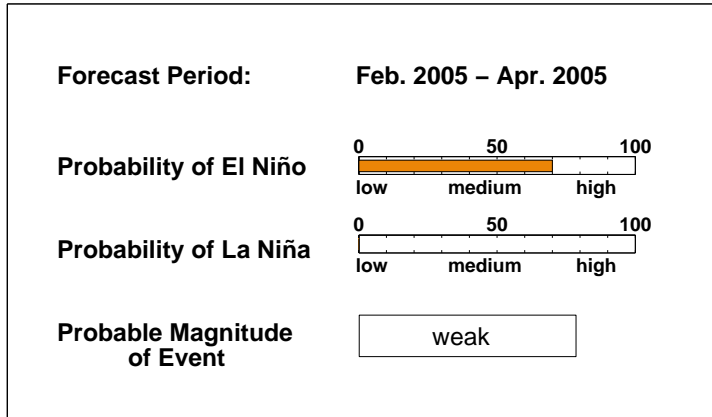 Forecast Period: Feb. 2005 – Apr. 2005
0 50 100
Probability of El Niño
low medium high
0 50 100
Probability of La Niña
low medium high
Probable Magnitude
of Event
weak